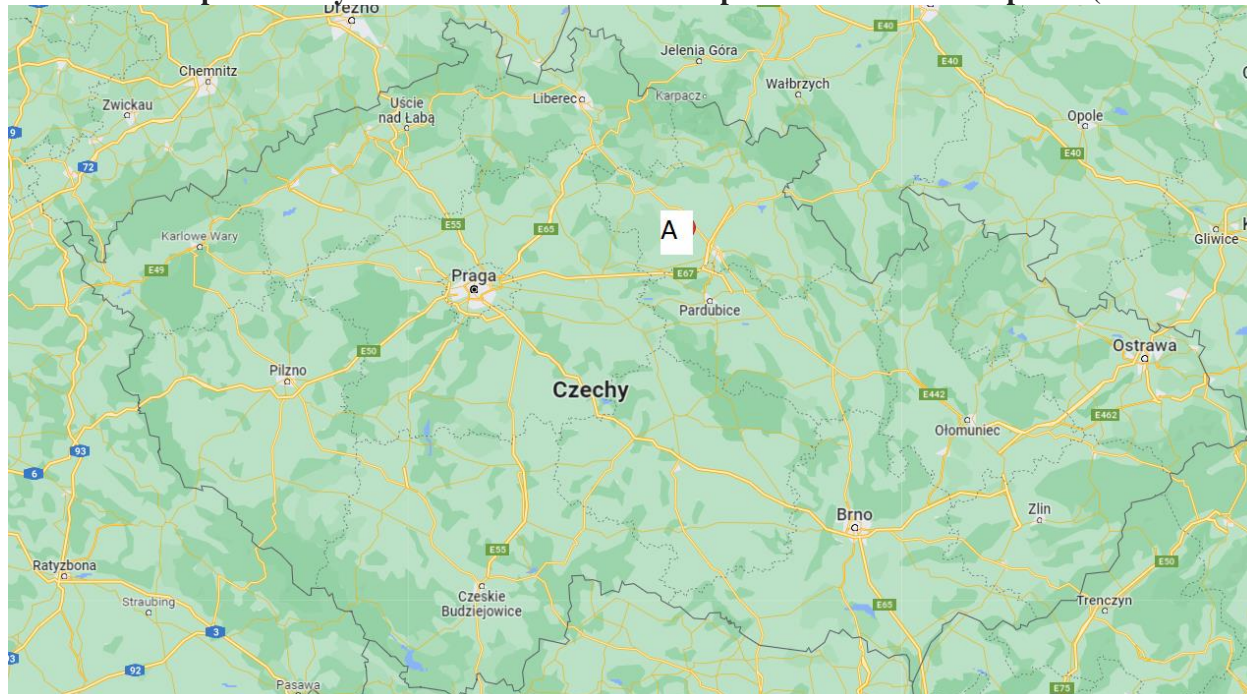 Drezno
E40
Jelenia Góra
E40
Chemnitz
Wałbrzych
Karpacz
Liberec
Zwickau
Uście
nad Łabą
Opole
9
E40
72
E55
E65
A
Karlowe Wary
Gliwice
E49
Praga
E67
Pardubice
Ostrawa
E50
Pilzno
Czechy
E442
E462
Ołomuniec
93
6
Brno
Zlin
E55
Ratyzbona
E50
Czeskie
Budziejowice
Straubing
E65
Trenczyn
3
3
92
Pasawa
E75